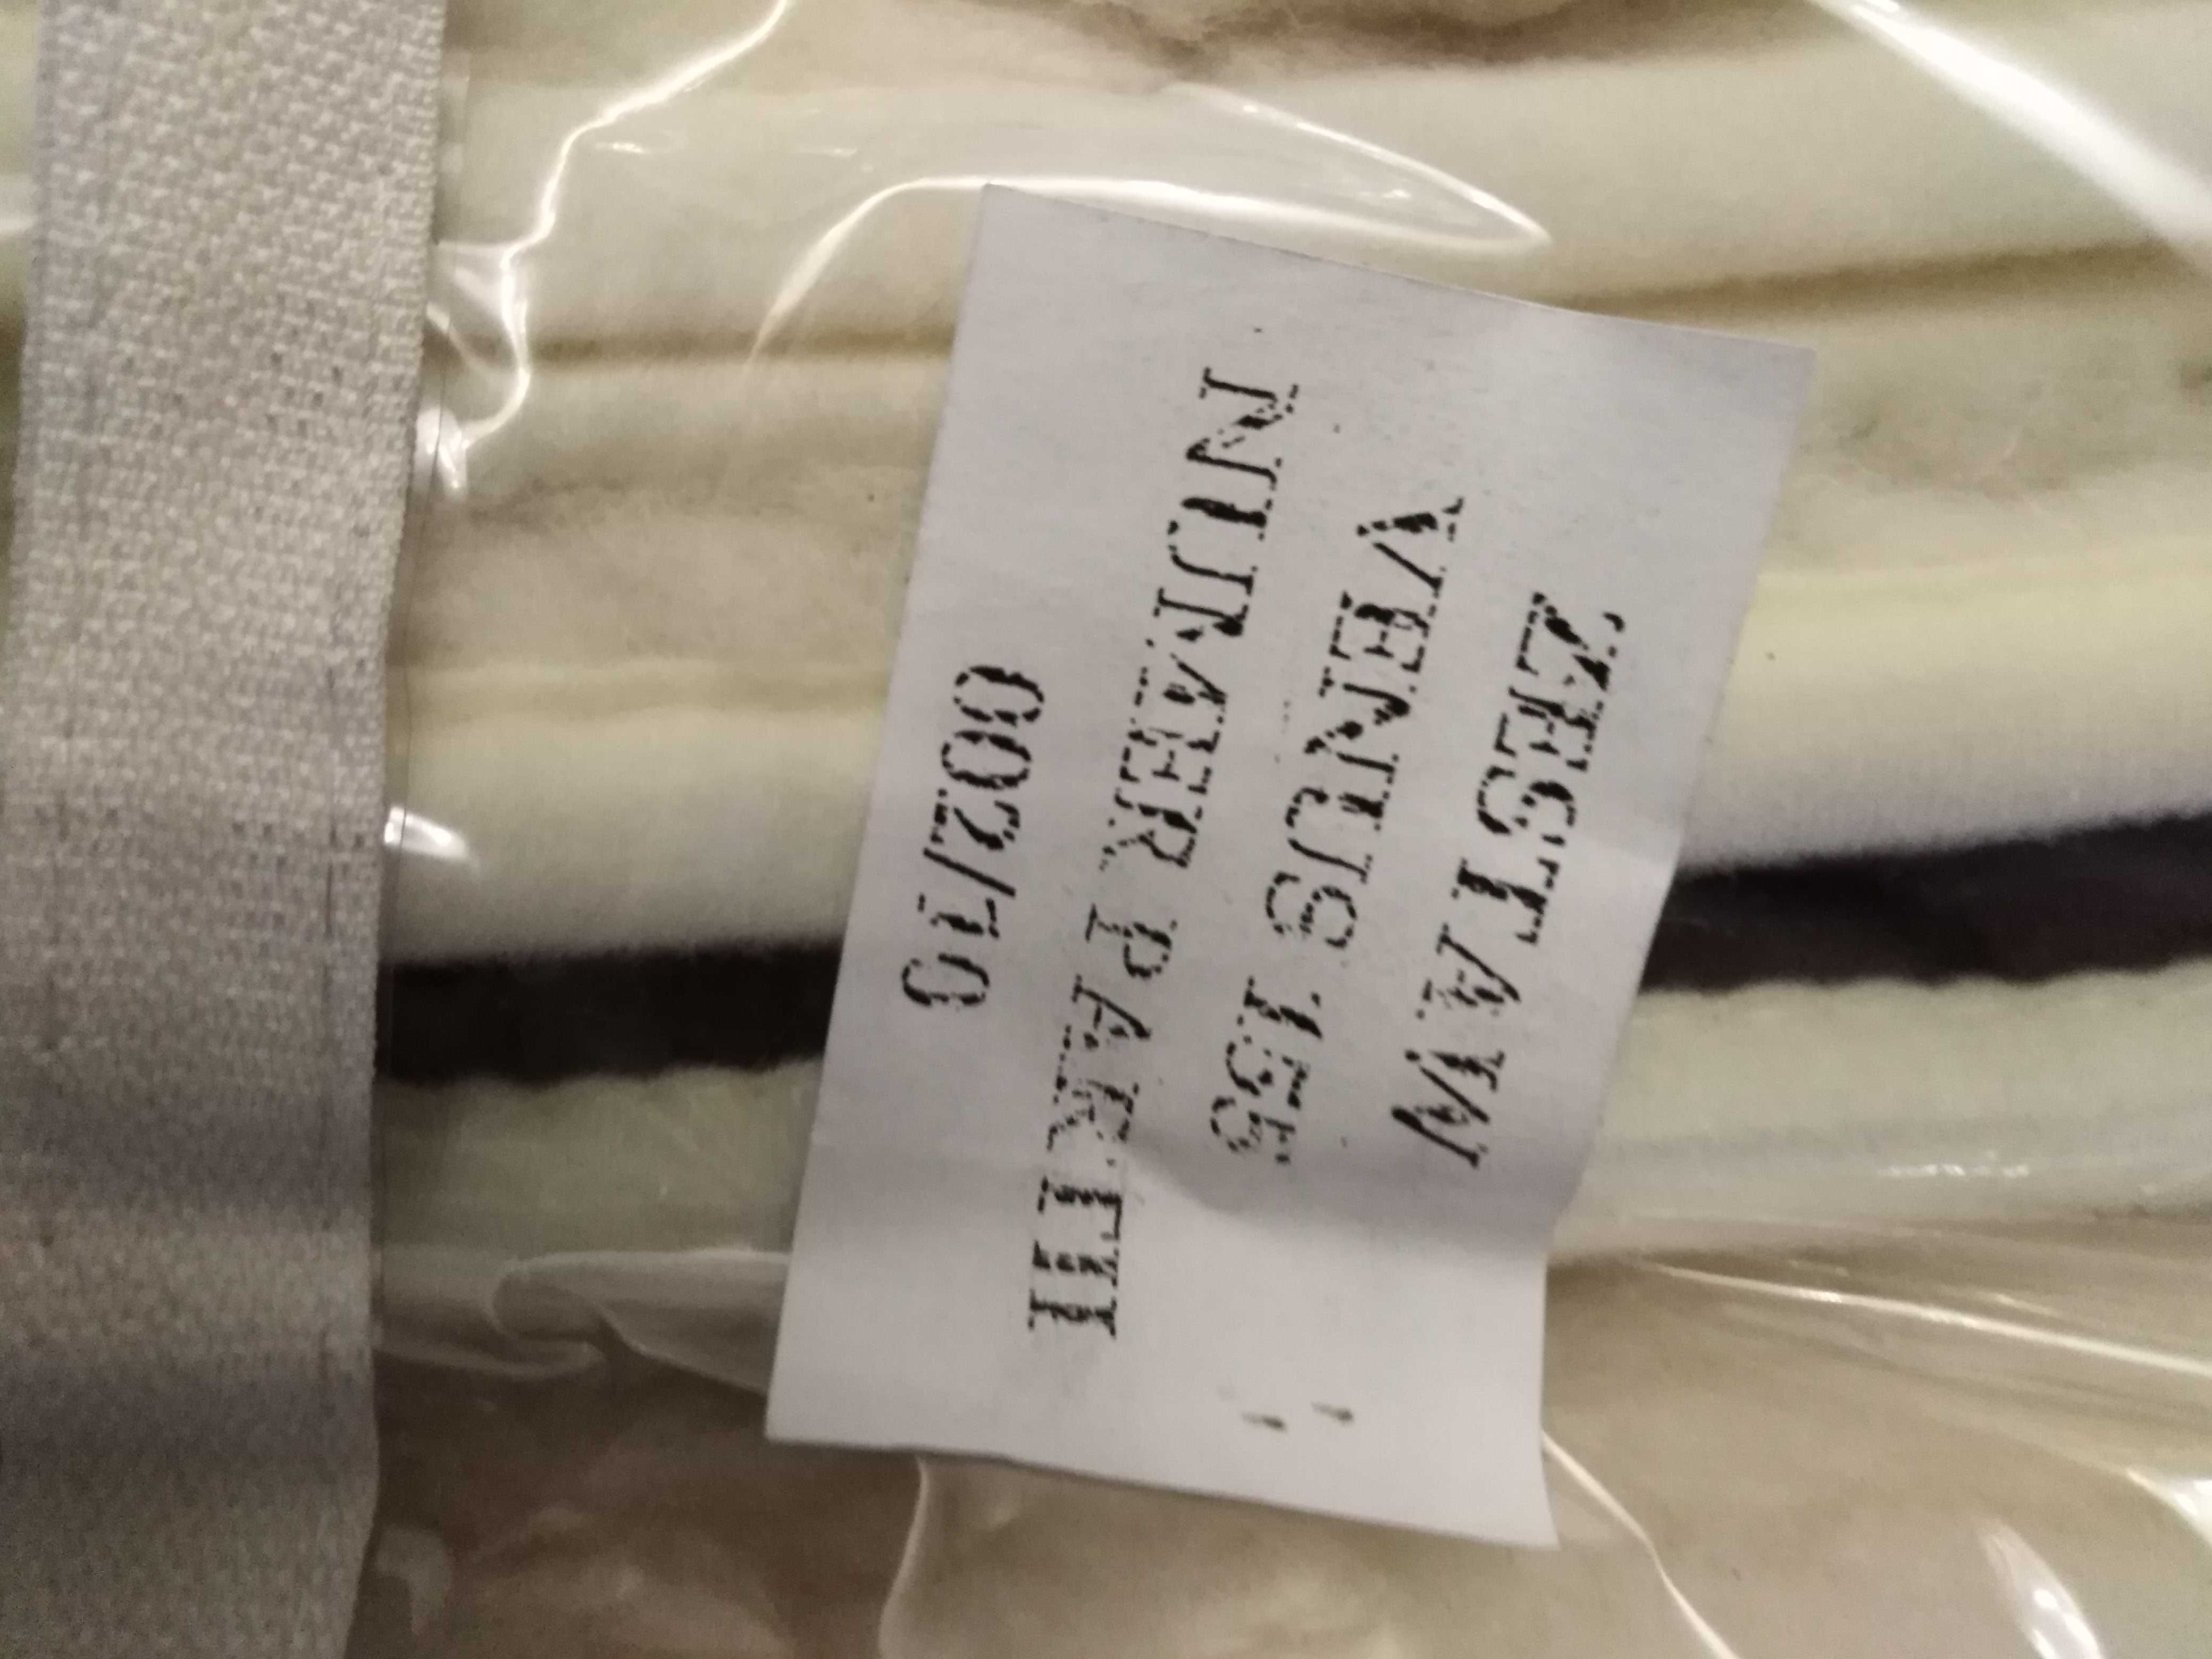 ZESTAW
VENUS 155
NUMER PARTII
002/10